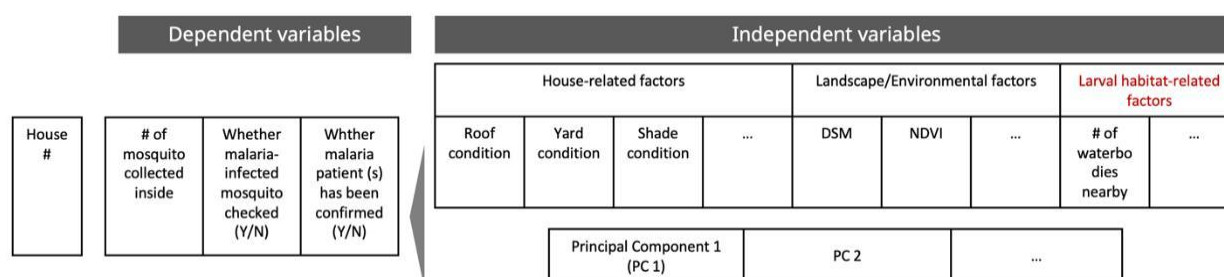 Dependent variables
Independent variables
House-related factors
Landscape/Environmental factors
Larval habitat-related
factors
House
#
# of
mosquito
collected
inside
Whether
malaria-
infected
mosquito
checked
(Y/N)
Whther
malaria
patient (s)
has been
confirmed
(Y/N)
Roof
condition
Yard
condition
Shade
condition
...
DSM
NDVI
...
# of
waterbo
dies
nearby
...
Principal Component 1
(PC 1)
PC 2
...